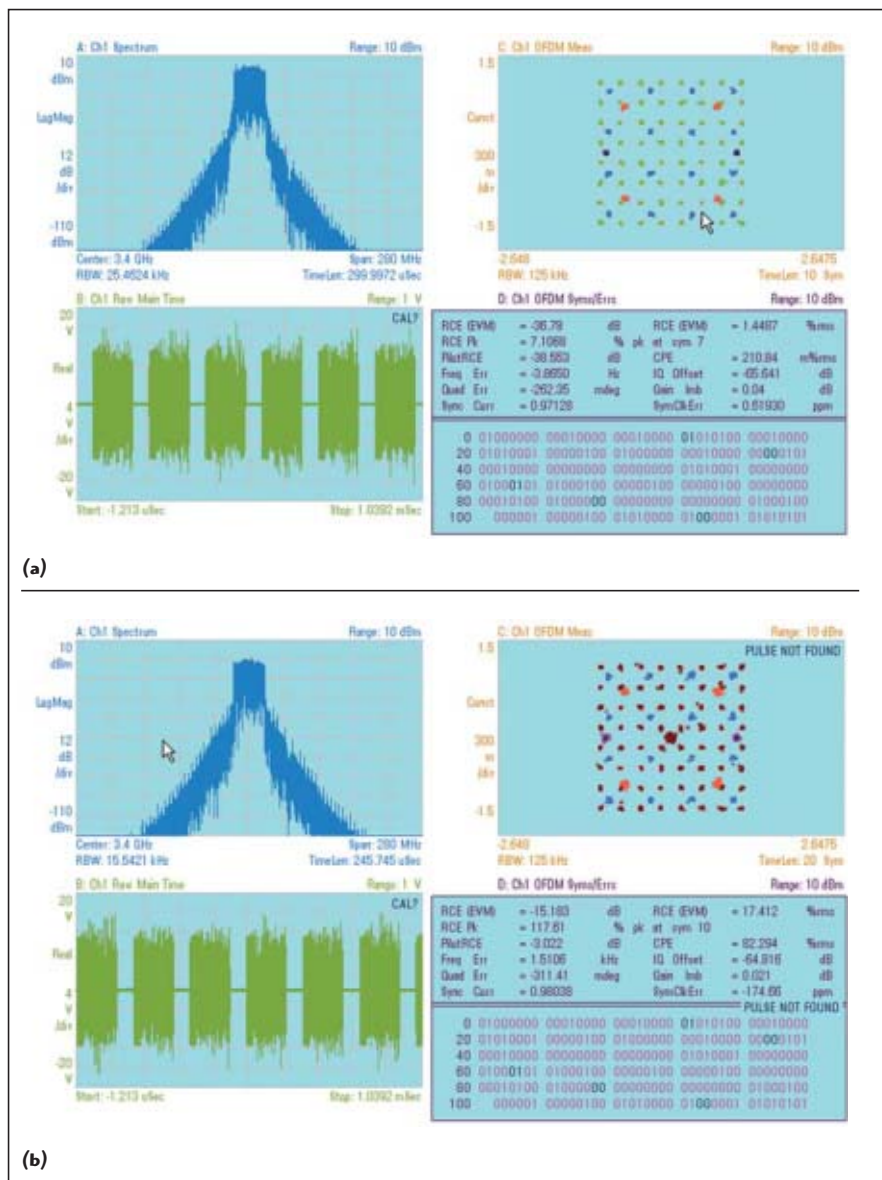 A: Ch1 Spectrum Range: 10 dBm
10
dBm
LogMag
12
dB
/div
-110
dBm
Center: 3.4 GHz Span: 280 MHz
RBW: 25.4624 kHz TimeLen: 299.9972 uSec
C: Ch1 OFDM Meas Range: 10 dBm
1.5
Const
300
m
/div
-1.5
-2.648 2.6475
RBW: 125 kHz TimeLen: 10 Sym
B: Ch1 Raw Main Time Range: 1 V
20
V
CAL?
Real
4
V
/div
-20
V
Start: -1.213 uSec Stop: 1.0392 mSec
D: Ch1 OFDM Syms/Errs Range: 10 dBm
RCE (EVM) = -36.78 dB RCE (EVM) = 1.4487 %rms
RCE Pk = 7.1068 % pk at sym 7
PilotRCE = -38.553 dB CPE = 210.84 m%rms
Freq Err = -3.8650 Hz IQ Offset = -65.641 dB
Quad Err = -262.35 mdeg Gain Imb = 0.04 dB
Sync Corr = 0.97128 SymClkErr = 0.61930 ppm
0 01000000 00010000 00010000 01010100 00010000
20 01010001 00000100 01000000 00010000 00000101
40 00010000 00000000 00000000 01010001 00000000
60 01000101 01010000 01000000 00000000 01000000
80 00010100 01000000 00000000 00000000 01000100
100 000001 00000100 01010000 01000001 01010101
(a)
A: Ch1 Spectrum Range: 10 dBm
10
dBm
LogMag
12
dB
/div
-110
dBm
Center: 3.4 GHz Span: 280 MHz
RBW: 15.5421 kHz TimeLen: 245.745 uSec
C: Ch1 OFDM Meas Range: 10 dBm
1.5
PULSE NOT FOUND
Const
300
m
/div
-1.5
-2.648 2.6475
RBW: 125 kHz TimeLen: 20 Sym
B: Ch1 Raw Main Time Range: 1 V
20
V
CAL?
Real
4
V
/div
-20
V
Start: -1.213 uSec Stop: 1.0392 mSec
D: Ch1 OFDM Syms/Errs Range: 10 dBm
RCE (EVM) = -15.183 dB RCE (EVM) = 17.412 %rms
RCE Pk = 117.61 % pk at sym 10
PilotRCE = -3.022 dB CPE = 82.294 %rms
Freq Err = 1.5106 kHz IQ Offset = -64.816 dB
Quad Err = -311.41 mdeg Gain Imb = 0.021 dB
Sync Corr = 0.98038 SymClkErr = -174.66 ppm
PULSE NOT FOUND
0 01000000 00010000 00010000 01010100 00010000
20 01010001 00000100 01000000 00010000 00000101
40 00010000 00000000 00000000 01010001 00000000
60 01000101 01010000 01000000 00000000 01000000
80 00010100 01000000 00000000 00000000 01000100
100 000001 00000100 01010000 01000001 01010101
(b)